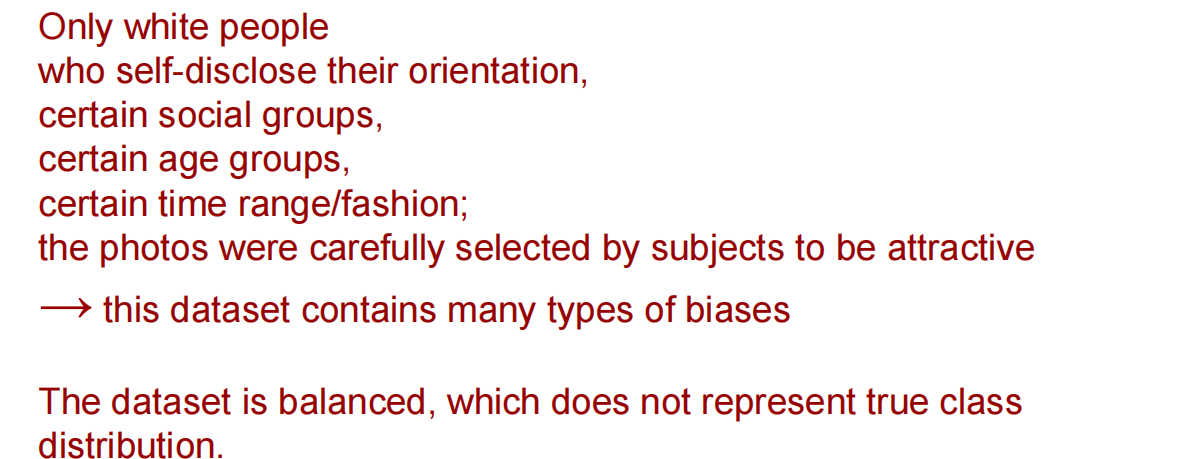 Only white people
who self-disclose their orientation,
certain social groups,
certain age groups,
certain time range/fashion;
the photos were carefully selected by subjects to be attractive
→ this dataset contains many types of biases
The dataset is balanced, which does not represent true class
distribution.